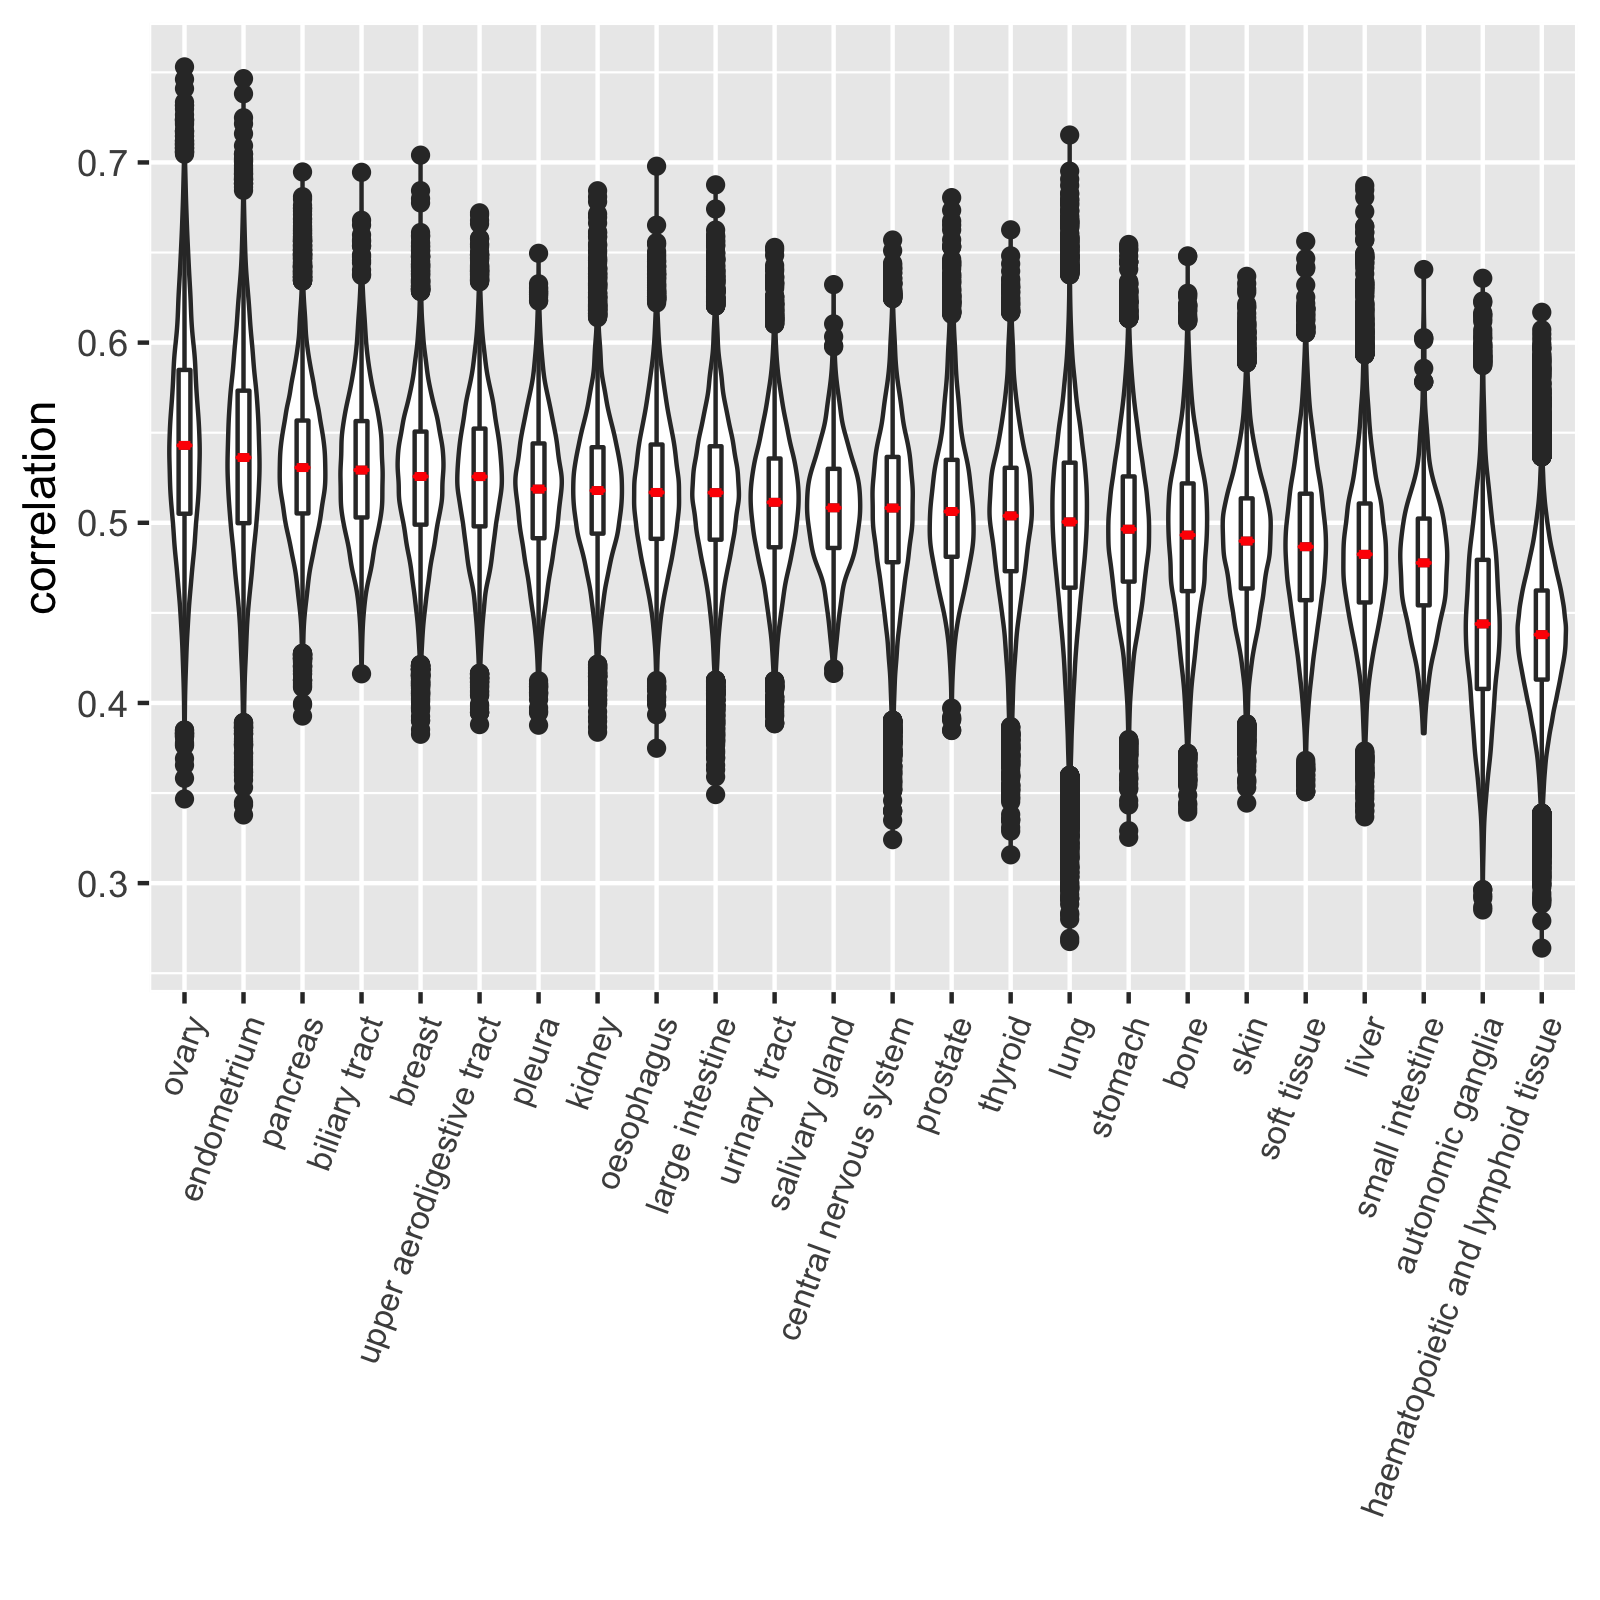 correlation
0.7
0.6
0.5
0.4
0.3
ovary
endometrium
pancreas
biliary tract
breast
upper aerodigestive tract
pleura
kidney
oesophagus
large intestine
urinary tract
salivary gland
central nervous system
prostate
thyroid
lung
stomach
bone
skin
soft tissue
liver
small intestine
autonomic ganglia
haematopoietic and lymphoid tissue